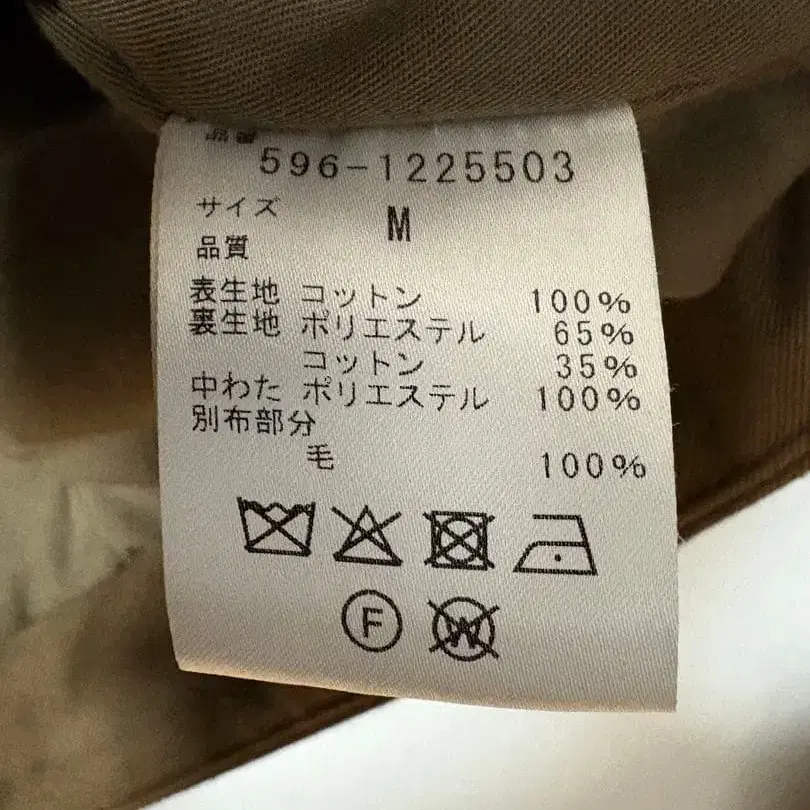 596-1225503
サイズ M
品質
表生地 コットン 100%
裏生地 ポリエステル 65%
コットン 35%
中わた ポリエステル 100%
別布部分
毛 100%
F
W